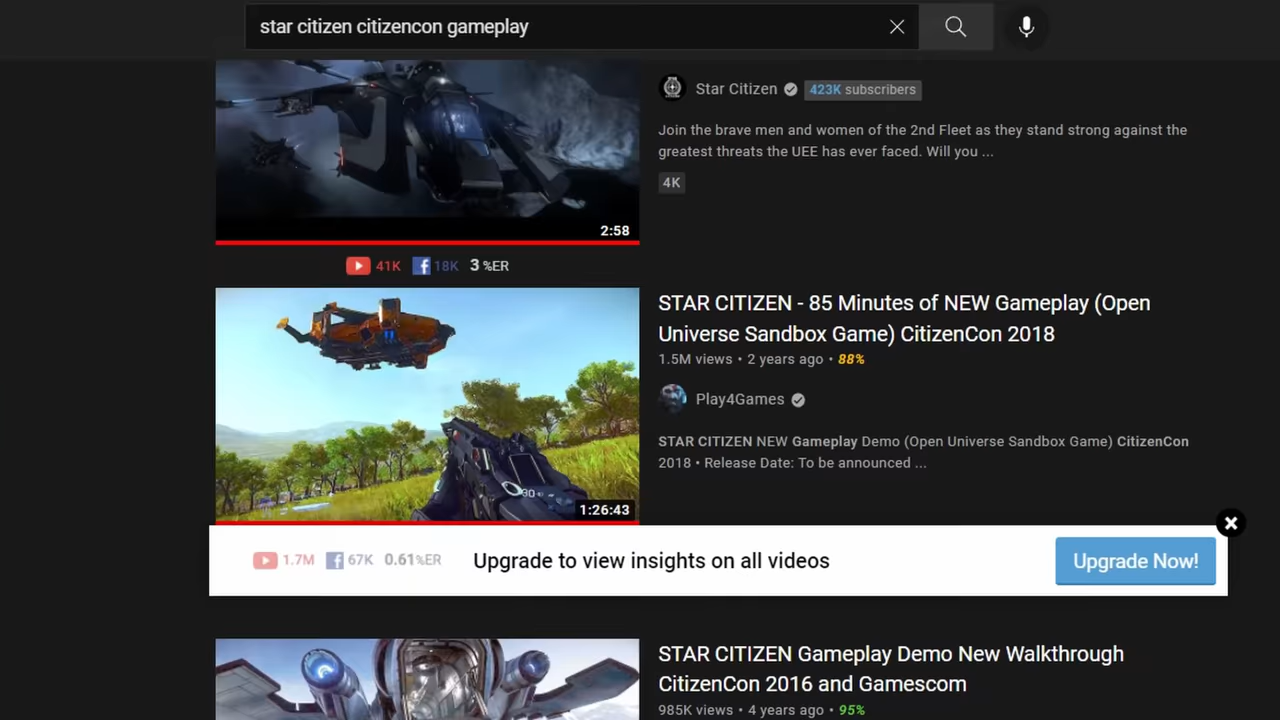 star citizen citizencon gameplay
Star Citizen 423K subscribers
Join the brave men and women of the 2nd Fleet as they stand strong against the
greatest threats the UEE has ever faced. Will you ...
4K
2:58
41K 18K 3 %ER
STAR CITIZEN - 85 Minutes of NEW Gameplay (Open
Universe Sandbox Game) CitizenCon 2018
1.5M views • 2 years ago • 88%
Play4Games
STAR CITIZEN NEW Gameplay Demo (Open Universe Sandbox Game) CitizenCon
2018 • Release Date: To be announced ...
1:26:43
1.7M 67K 0.61%ER Upgrade to view insights on all videos Upgrade Now!
STAR CITIZEN Gameplay Demo New Walkthrough
CitizenCon 2016 and Gamescom
985K views • 4 years ago • 95%